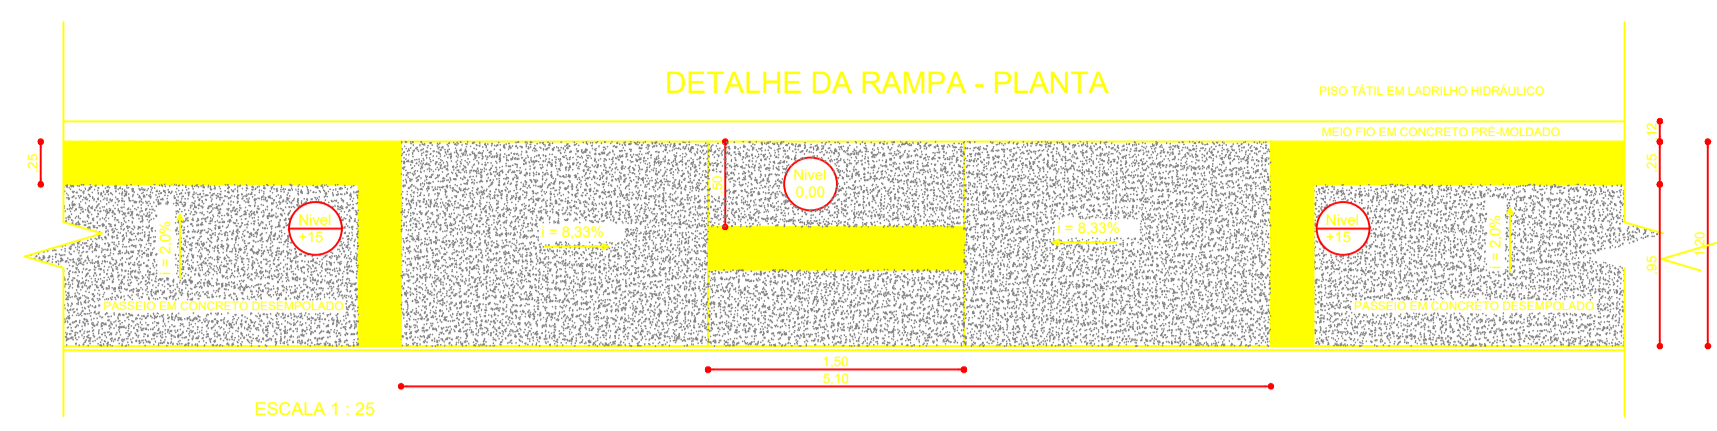 DETALHE DA RAMPA - PLANTA
PISO TÁTIL EM LADRILHO HIDRÁULICO
MEIO FIO EM CONCRETO PRÉ-MOLDADO
12
25
25
95
1,20
,50
Nivel
0,00
Nivel
+15
Nivel
+15
i = 2,0%
i = 8,33%
i = 8,33%
i = 2,0%
PASSEIO EM CONCRETO DESEMPOLADO
PASSEIO EM CONCRETO DESEMPOLADO
1,50
5,10
ESCALA 1 : 25